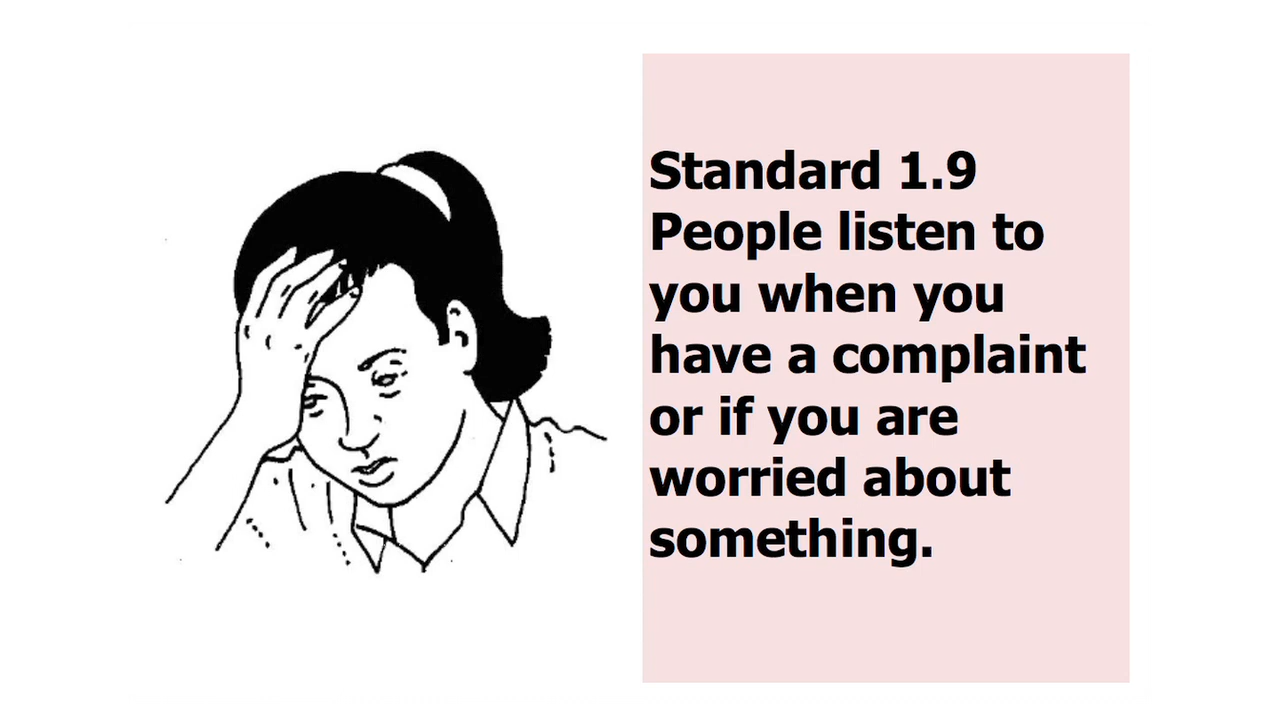 Standard 1.9
People listen to
you when you
have a complaint
or if you are
worried about
something.